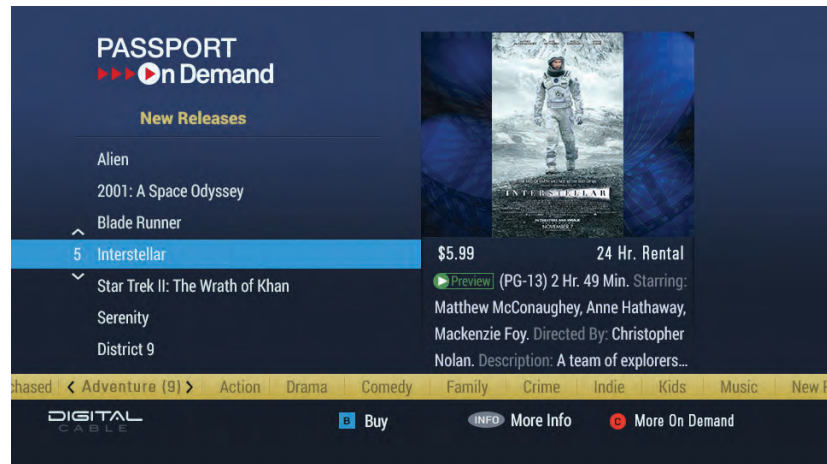 PASSPORT
On Demand
New Releases
Alien
2001: A Space Odyssey
Blade Runner
5 Interstellar
Star Trek II: The Wrath of Khan
Serenity
District 9
INTERSTELLAR
NOVEMBER 7
$5.99 24 Hr. Rental
Preview (PG-13) 2 Hr. 49 Min. Starring:
Matthew McConaughey, Anne Hathaway,
Mackenzie Foy. Directed By: Christopher
Nolan. Description: A team of explorers...
chased < Adventure (9) > Action Drama Comedy Family Crime Indie Kids Music New
DIGITAL
CABLE
B Buy INFO More Info C More On Demand